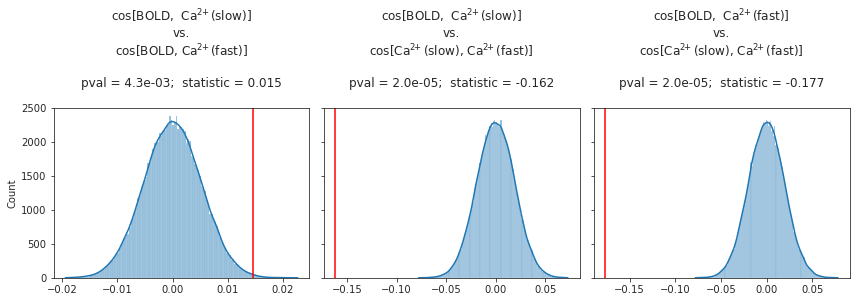 cos[BOLD, Ca²⁺(slow)]
vs.
cos[BOLD, Ca²⁺(fast)]
pval = 4.3e-03; statistic = 0.015
cos[BOLD, Ca²⁺(slow)]
vs.
cos[Ca²⁺(slow), Ca²⁺(fast)]
pval = 2.0e-05; statistic = -0.162
cos[BOLD, Ca²⁺(fast)]
vs.
cos[Ca²⁺(slow), Ca²⁺(fast)]
pval = 2.0e-05; statistic = -0.177
Count
2500
2000
1500
1000
500
0
−0.02 −0.01 0.00 0.01 0.02
−0.15 −0.10 −0.05 0.00 0.05
−0.15 −0.10 −0.05 0.00 0.05